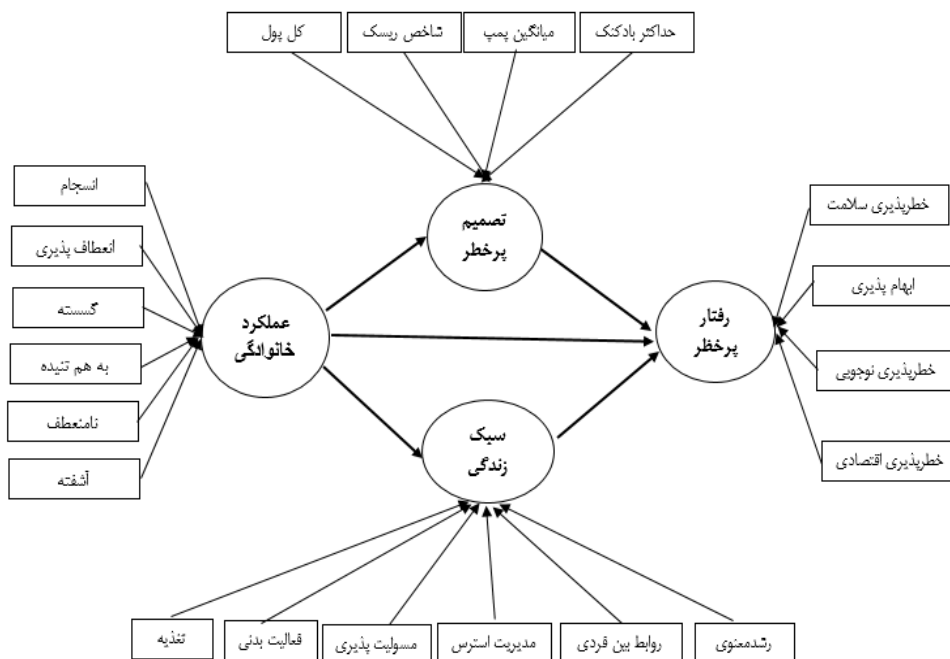 حداکثر بادکنک
میانگین پمپ
شاخص ریسک
کل پول
انسجام
انعطاف پذیری
گسسته
به هم تنیده
نامنعطف
آشفته
عملکرد
خانوادگی
تصمیم
پرخطر
سبک
زندگی
رفتار
پرخطر
خطرپذیری سلامت
ابهام پذیری
خطرپذیری نوجویی
خطرپذیری اقتصادی
رشدمعنوی
روابط بین فردی
مدیریت استرس
مسولیت پذیری
فعالیت بدنی
تغذیه